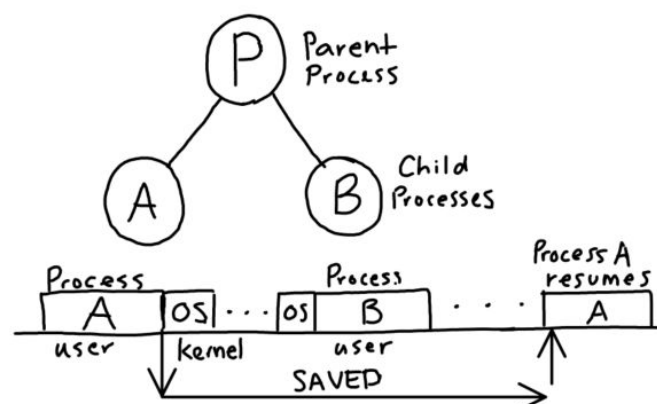 P
Parent
Process
A
B
Child
Processes
Process
A
OS
...
OS
Process
B
....
Process A
resumes
A
user
kernel
user
SAVED